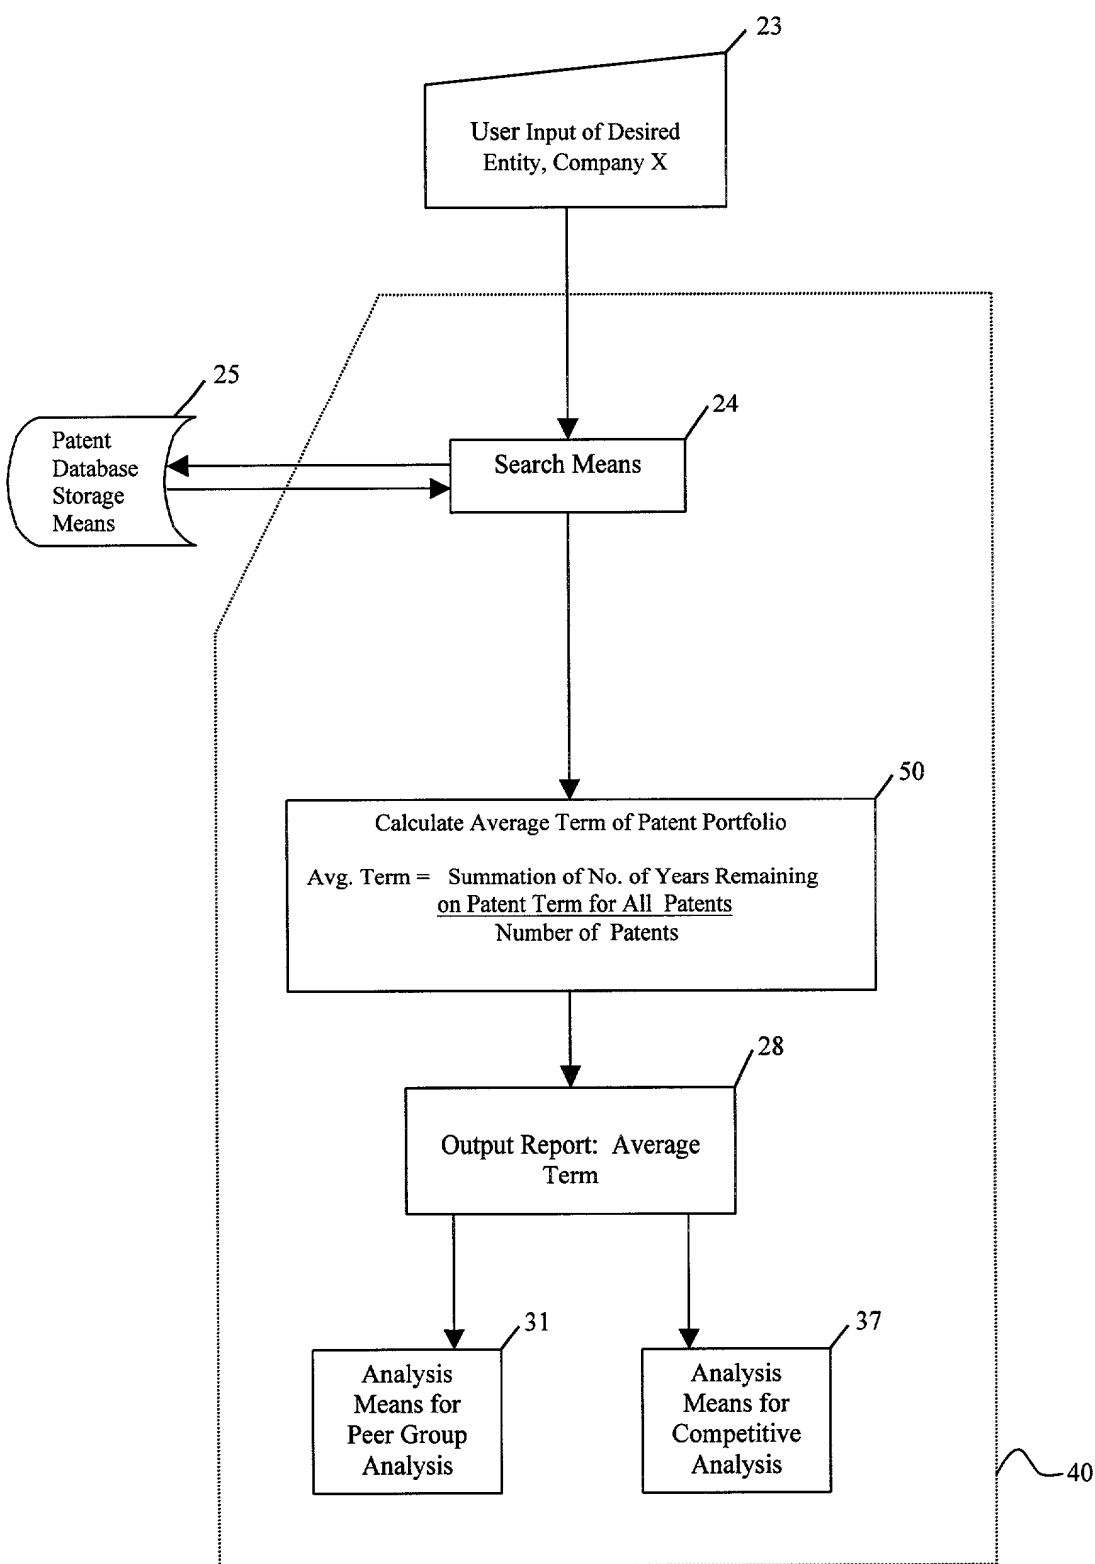 23
User Input of Desired
Entity, Company X
25
Patent
Database
Storage
Means
24
Search Means
50
Calculate Average Term of Patent Portfolio
Avg. Term = Summation of No. of Years Remaining
on Patent Term for All Patents
Number of Patents
28
Output Report: Average
Term
31
Analysis
Means for
Peer Group
Analysis
37
Analysis
Means for
Competitive
Analysis
40